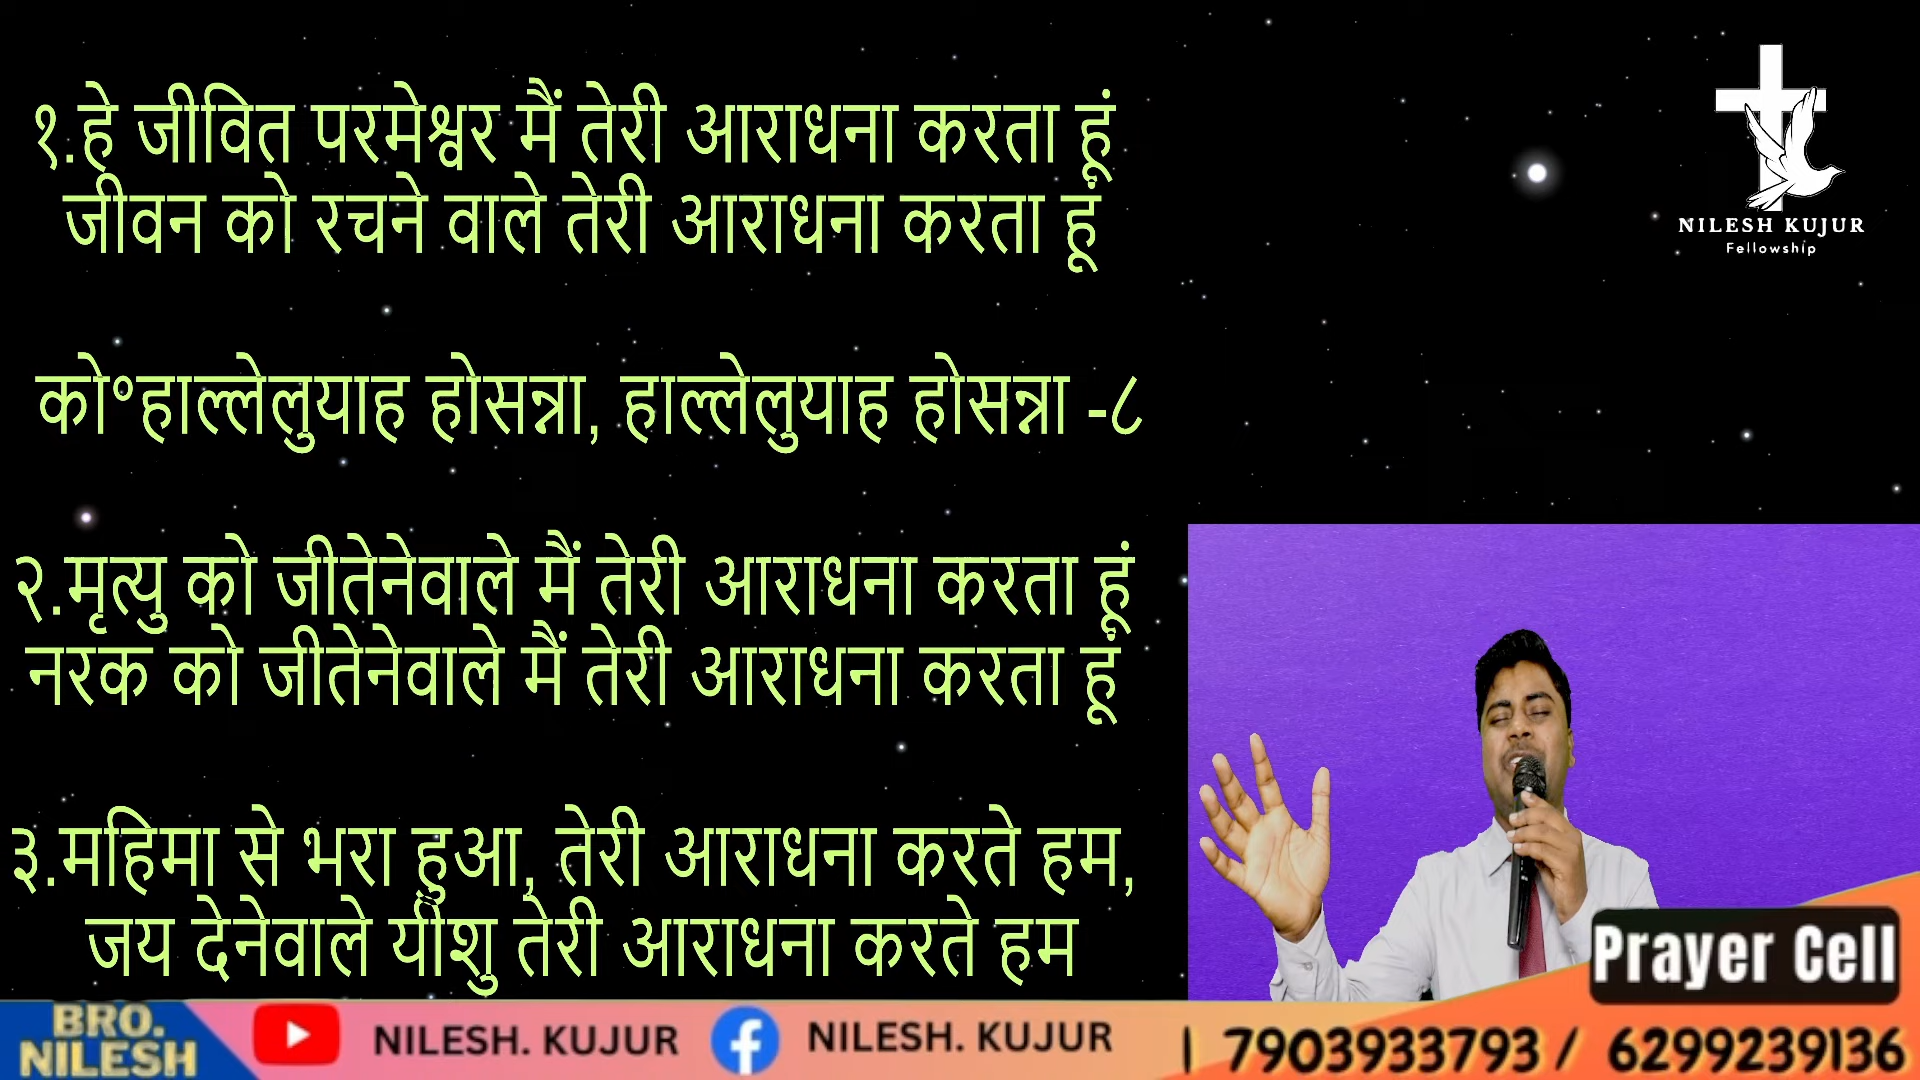 १.हे जीवित परमेश्वर मैं तेरी आराधना करता हूं
जीवन को रचने वाले तेरी आराधना करता हूं
को°हाल्लेलुयाह होसन्ना, हाल्लेलुयाह होसन्ना -८
२.मृत्यु को जीतेनेवाले मैं तेरी आराधना करता हूं
नरक को जीतेनेवाले मैं तेरी आराधना करता हूं
३.महिमा से भरा हुआ, तेरी आराधना करते हम,
जय देनेवाले यीशु तेरी आराधना करते हम
NILESH KUJUR
Fellowship
Prayer Cell
BRO.
NILESH
NILESH. KUJUR
NILESH. KUJUR
| 7903933793 / 6299239136